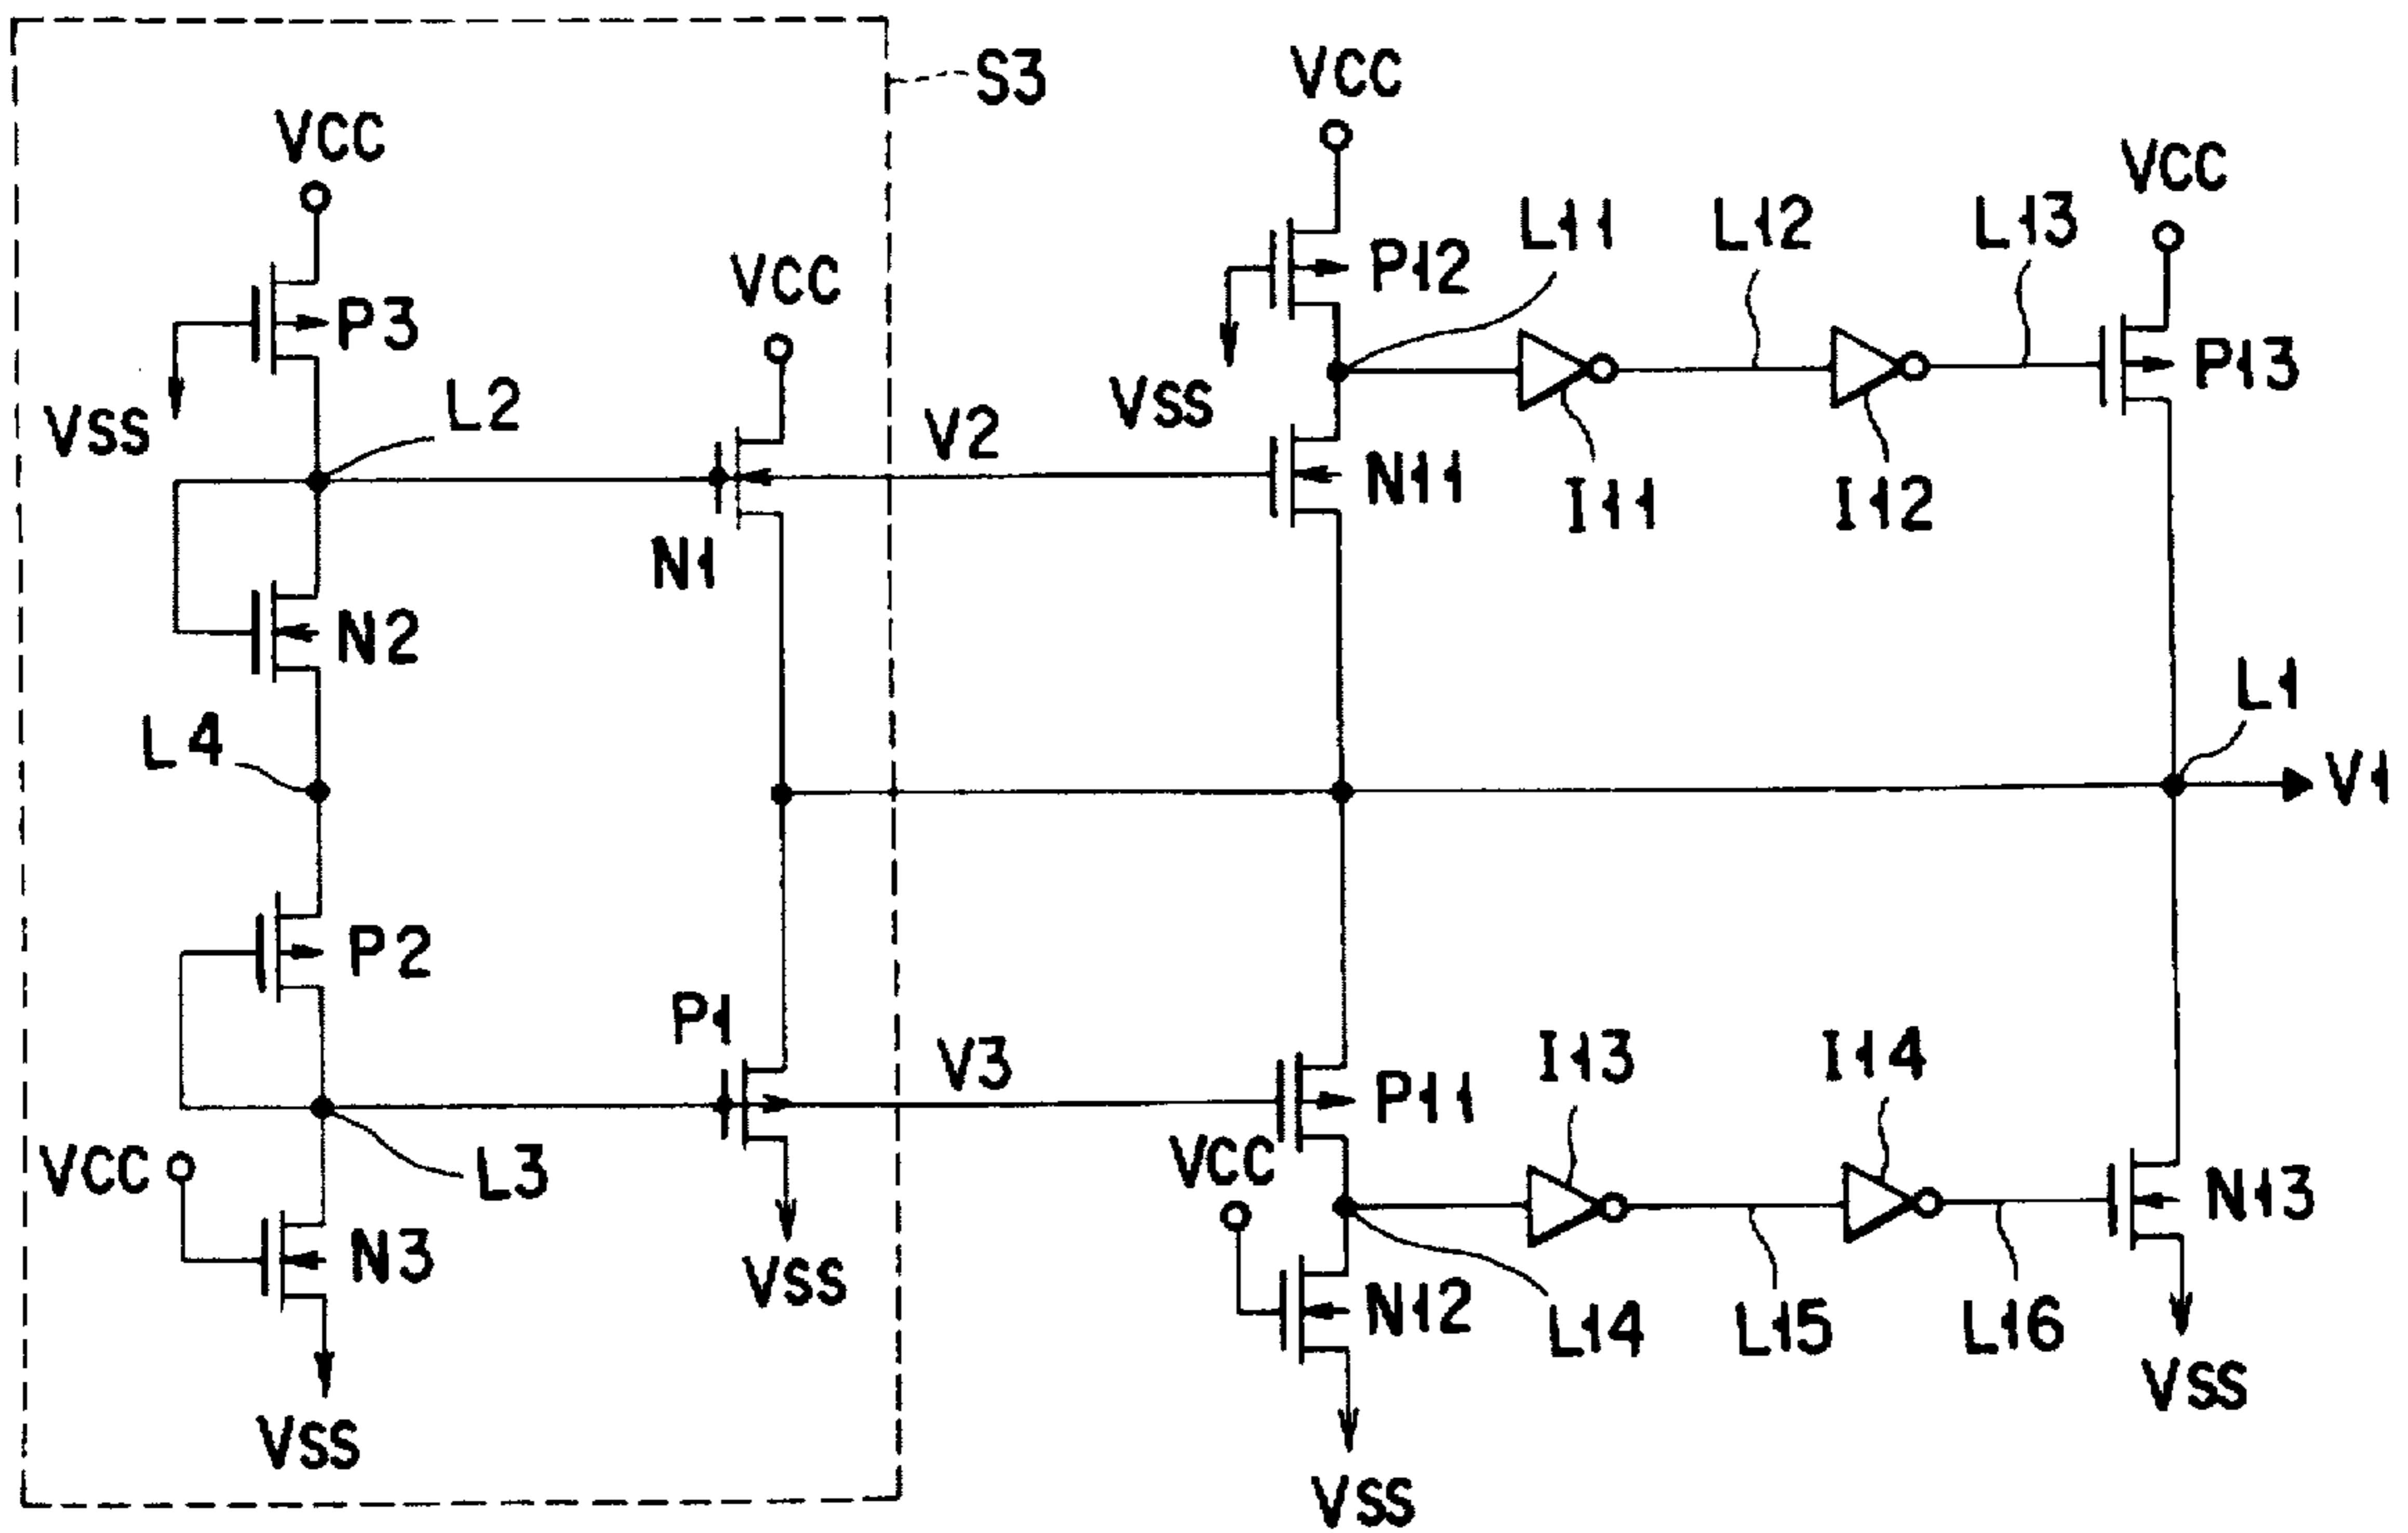 S3
VCC
VCC
VCC
L11
L12
L13
P12
P3
VCC
P13
VSS
L2
V2
VSS
N11
I11
I12
N1
N2
L4
L1
V1
P2
P1
V3
I13
I14
P11
VCC
VCC
L3
N13
N3
VSS
N12
L14
L15
L16
VSS
VSS
VSS